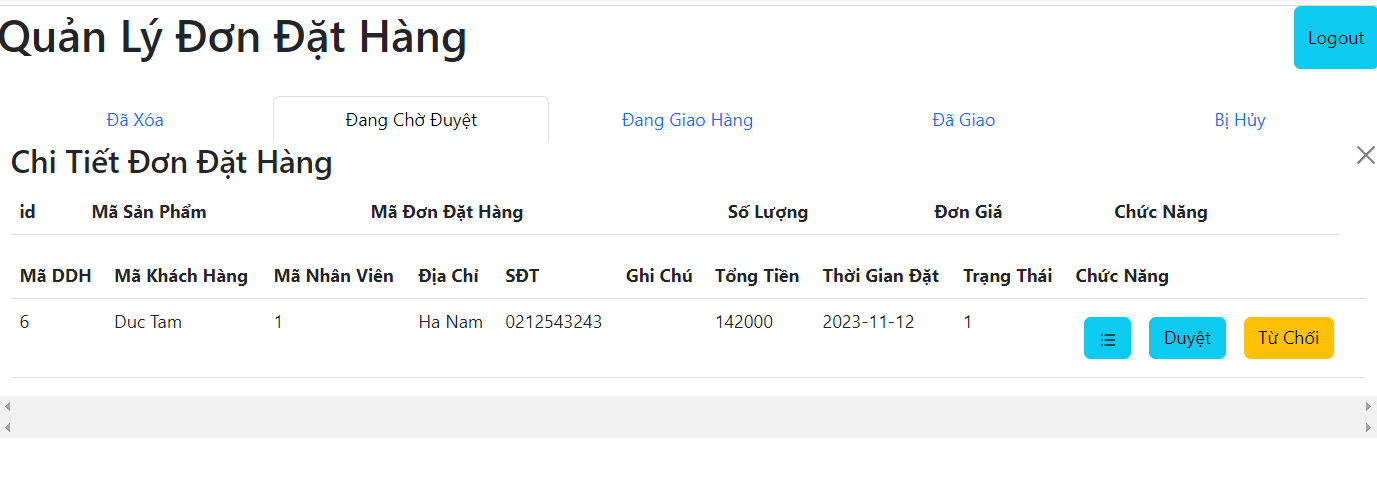 Quản Lý Đơn Đặt Hàng
Logout
Đã Xóa Đang Chờ Duyệt Đang Giao Hàng Đã Giao Bị Hủy
Chi Tiết Đơn Đặt Hàng
id Mã Sản Phẩm Mã Đơn Đặt Hàng Số Lượng Đơn Giá Chức Năng
Mã DDH Mã Khách Hàng Mã Nhân Viên Địa Chỉ SĐT Ghi Chú Tổng Tiền Thời Gian Đặt Trạng Thái Chức Năng
6 Duc Tam 1 Ha Nam 0212543243 142000 2023-11-12 1 Duyệt Từ Chối